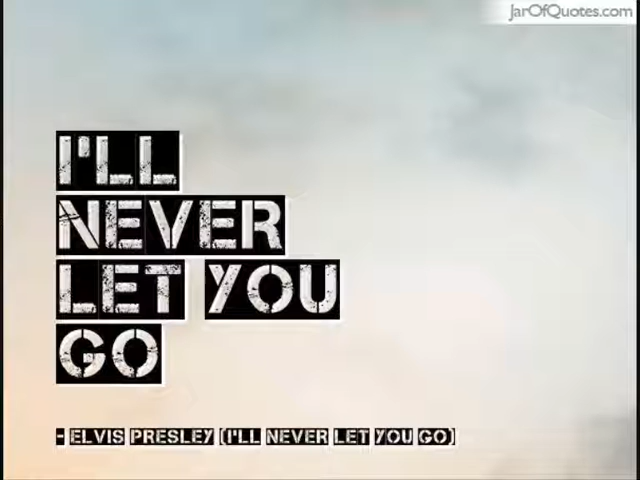 JarOfQuotes.com
I'LL
NEVER
LET YOU
GO
- ELVIS PRESLEY (I'LL NEVER LET YOU GO)